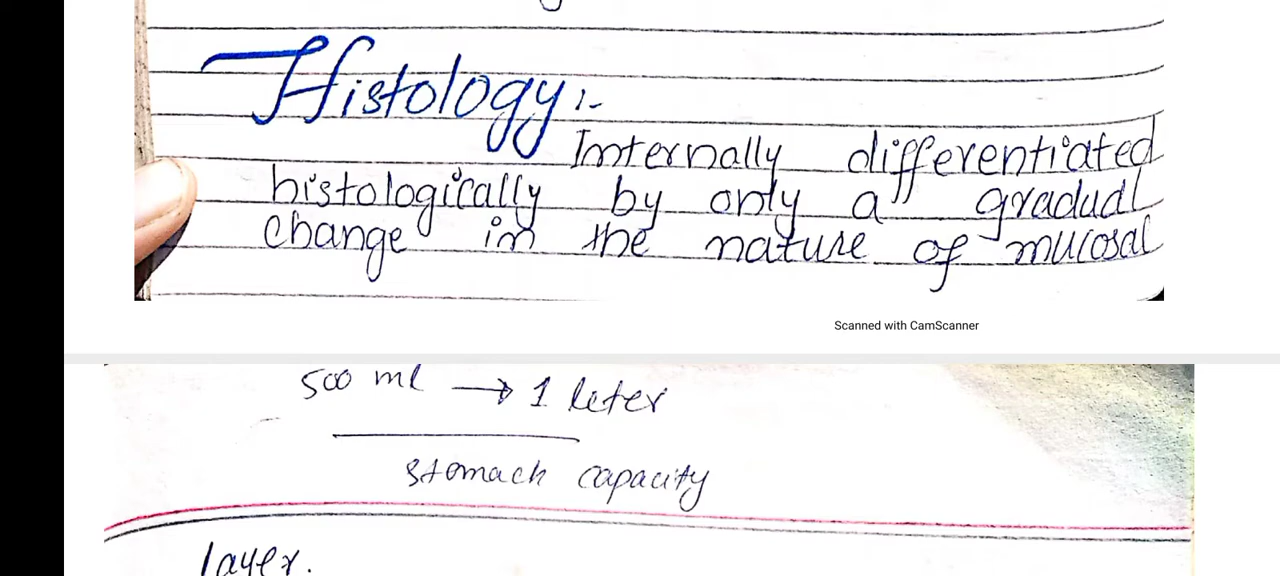 Histology :-
Internally differentiated
histologically by only a gradual
change in the nature of mucosal
Scanned with CamScanner
500 ml → 1 leter
stomach capacity
layer.